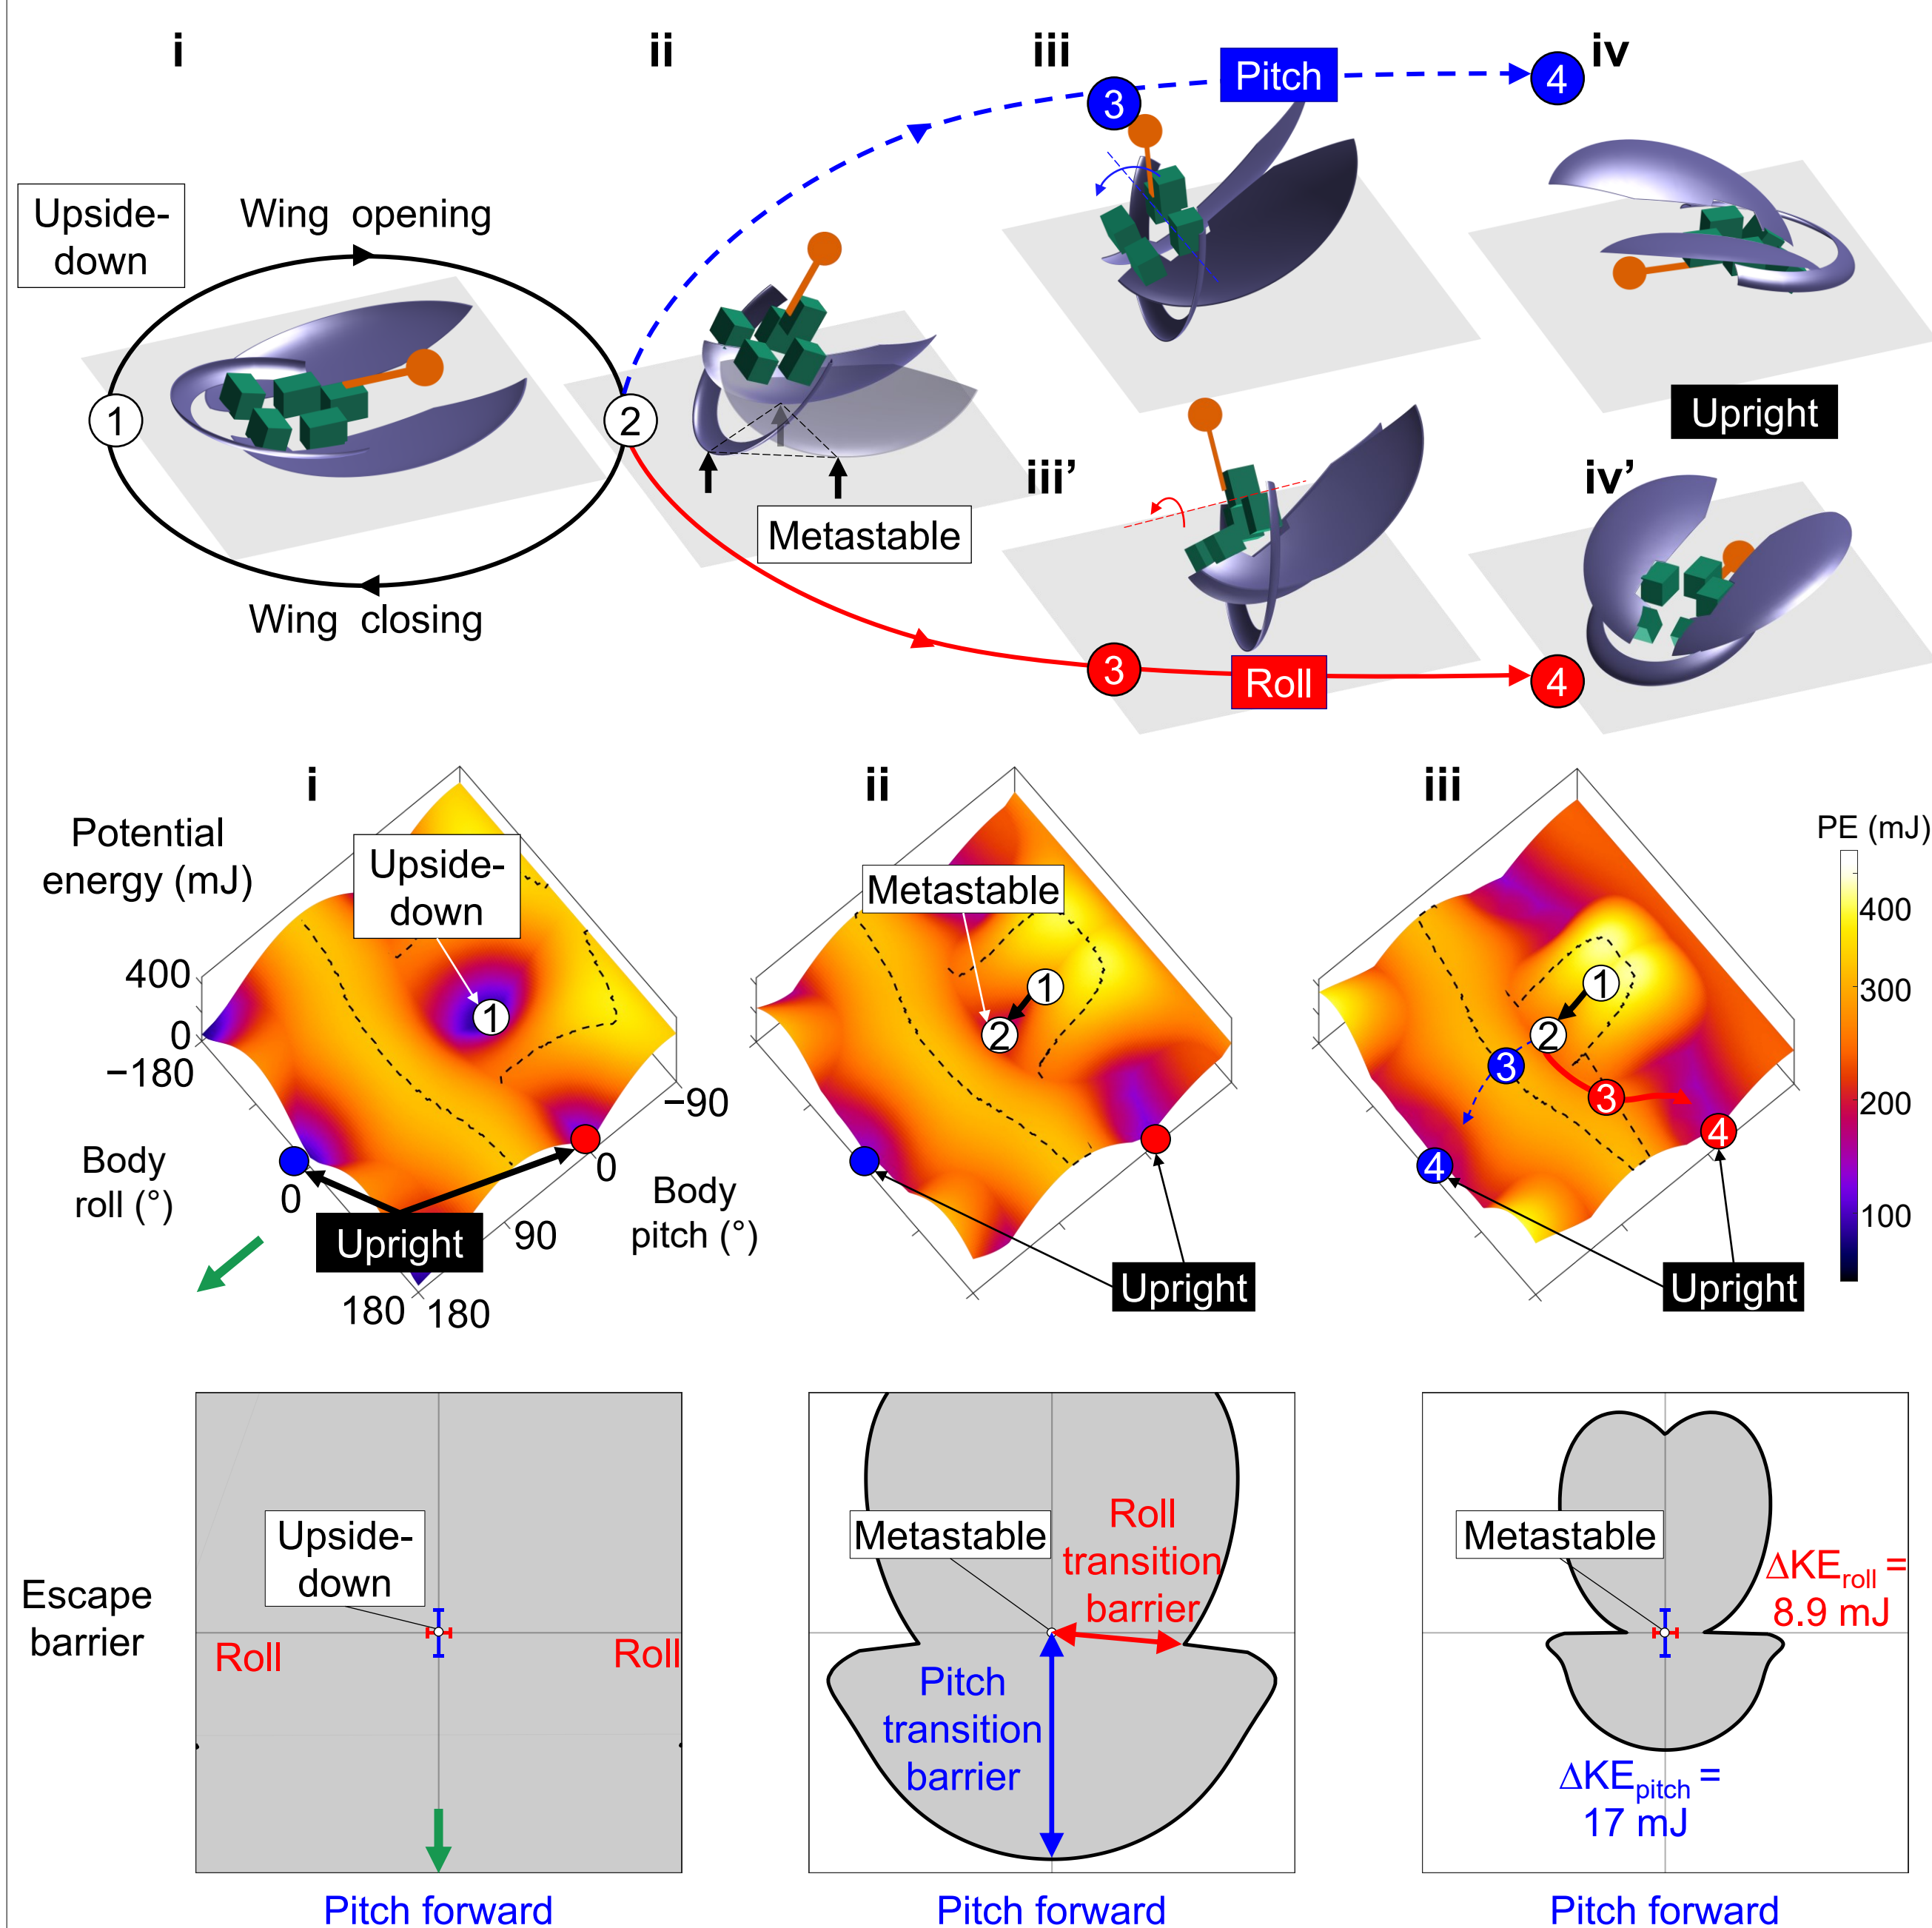 i
ii
iii
iv
Pitch
3
4
Upside-
down
Wing opening
1
2
Upright
iii’
iv’
Metastable
Wing closing
3
Roll
4
i
ii
iii
Potential
energy (mJ)
Upside-
down
Metastable
PE (mJ)
400
300
200
100
400
0
−180
1
1
2
1
2
3
3
4
4
−90
Body
roll (°)
0
0
Body
pitch (°)
90
Upright
180
180
Upright
Upright
Escape
barrier
Upside-
down
Roll
Roll
Metastable
Roll
transition
barrier
Pitch
transition
barrier
Metastable
ΔKEroll =
8.9 mJ
ΔKEpitch =
17 mJ
Pitch forward
Pitch forward
Pitch forward